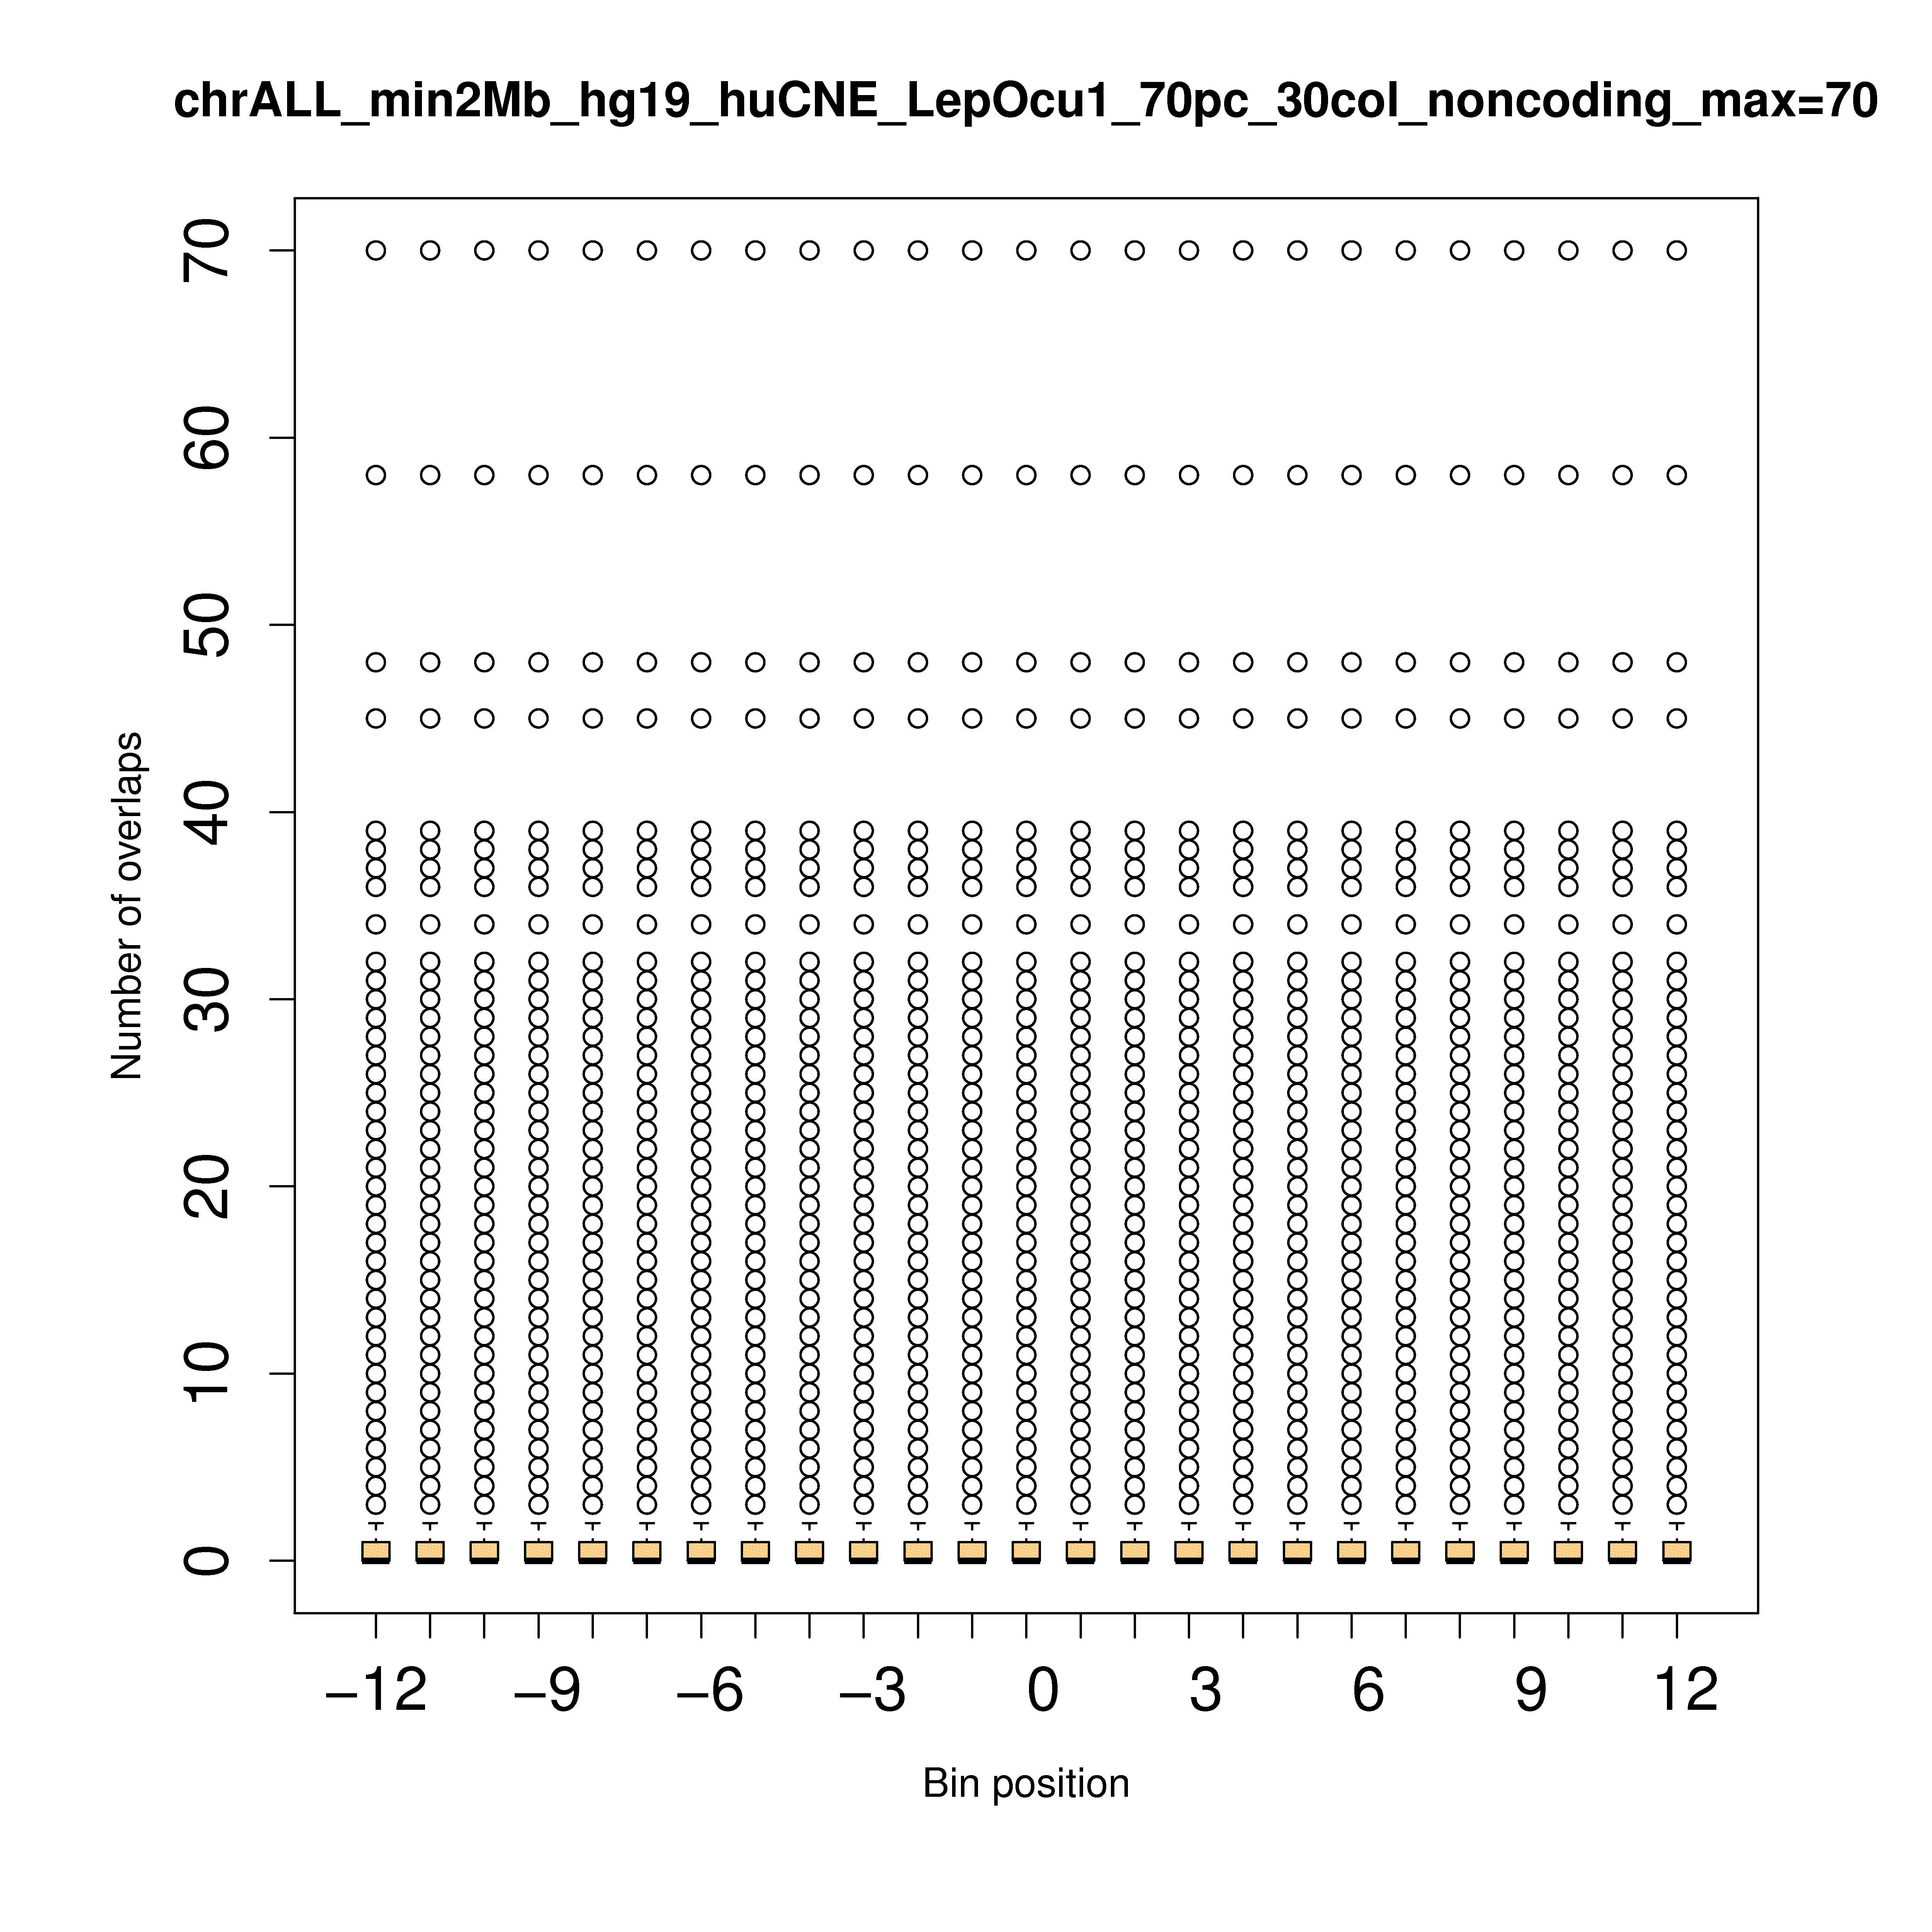 chrALL_min2Mb_hg19_huCNE_LepOcu1_70pc_30col_noncoding_max=70
70
60
50
40
30
20
10
0
Number of overlaps
−12 −9 −6 −3 0 3 6 9 12
Bin position